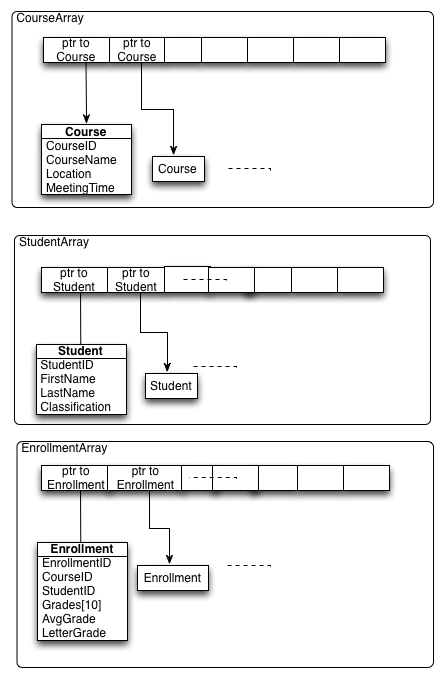 CourseArray
ptr to
Course
ptr to
Course
Course
CourseID
CourseName
Location
MeetingTime
Course
StudentArray
ptr to
Student
ptr to
Student
Student
StudentID
FirstName
LastName
Classification
Student
EnrollmentArray
ptr to
Enrollment
ptr to
Enrollment
Enrollment
EnrollmentID
CourseID
StudentID
Grades[10]
AvgGrade
LetterGrade
Enrollment